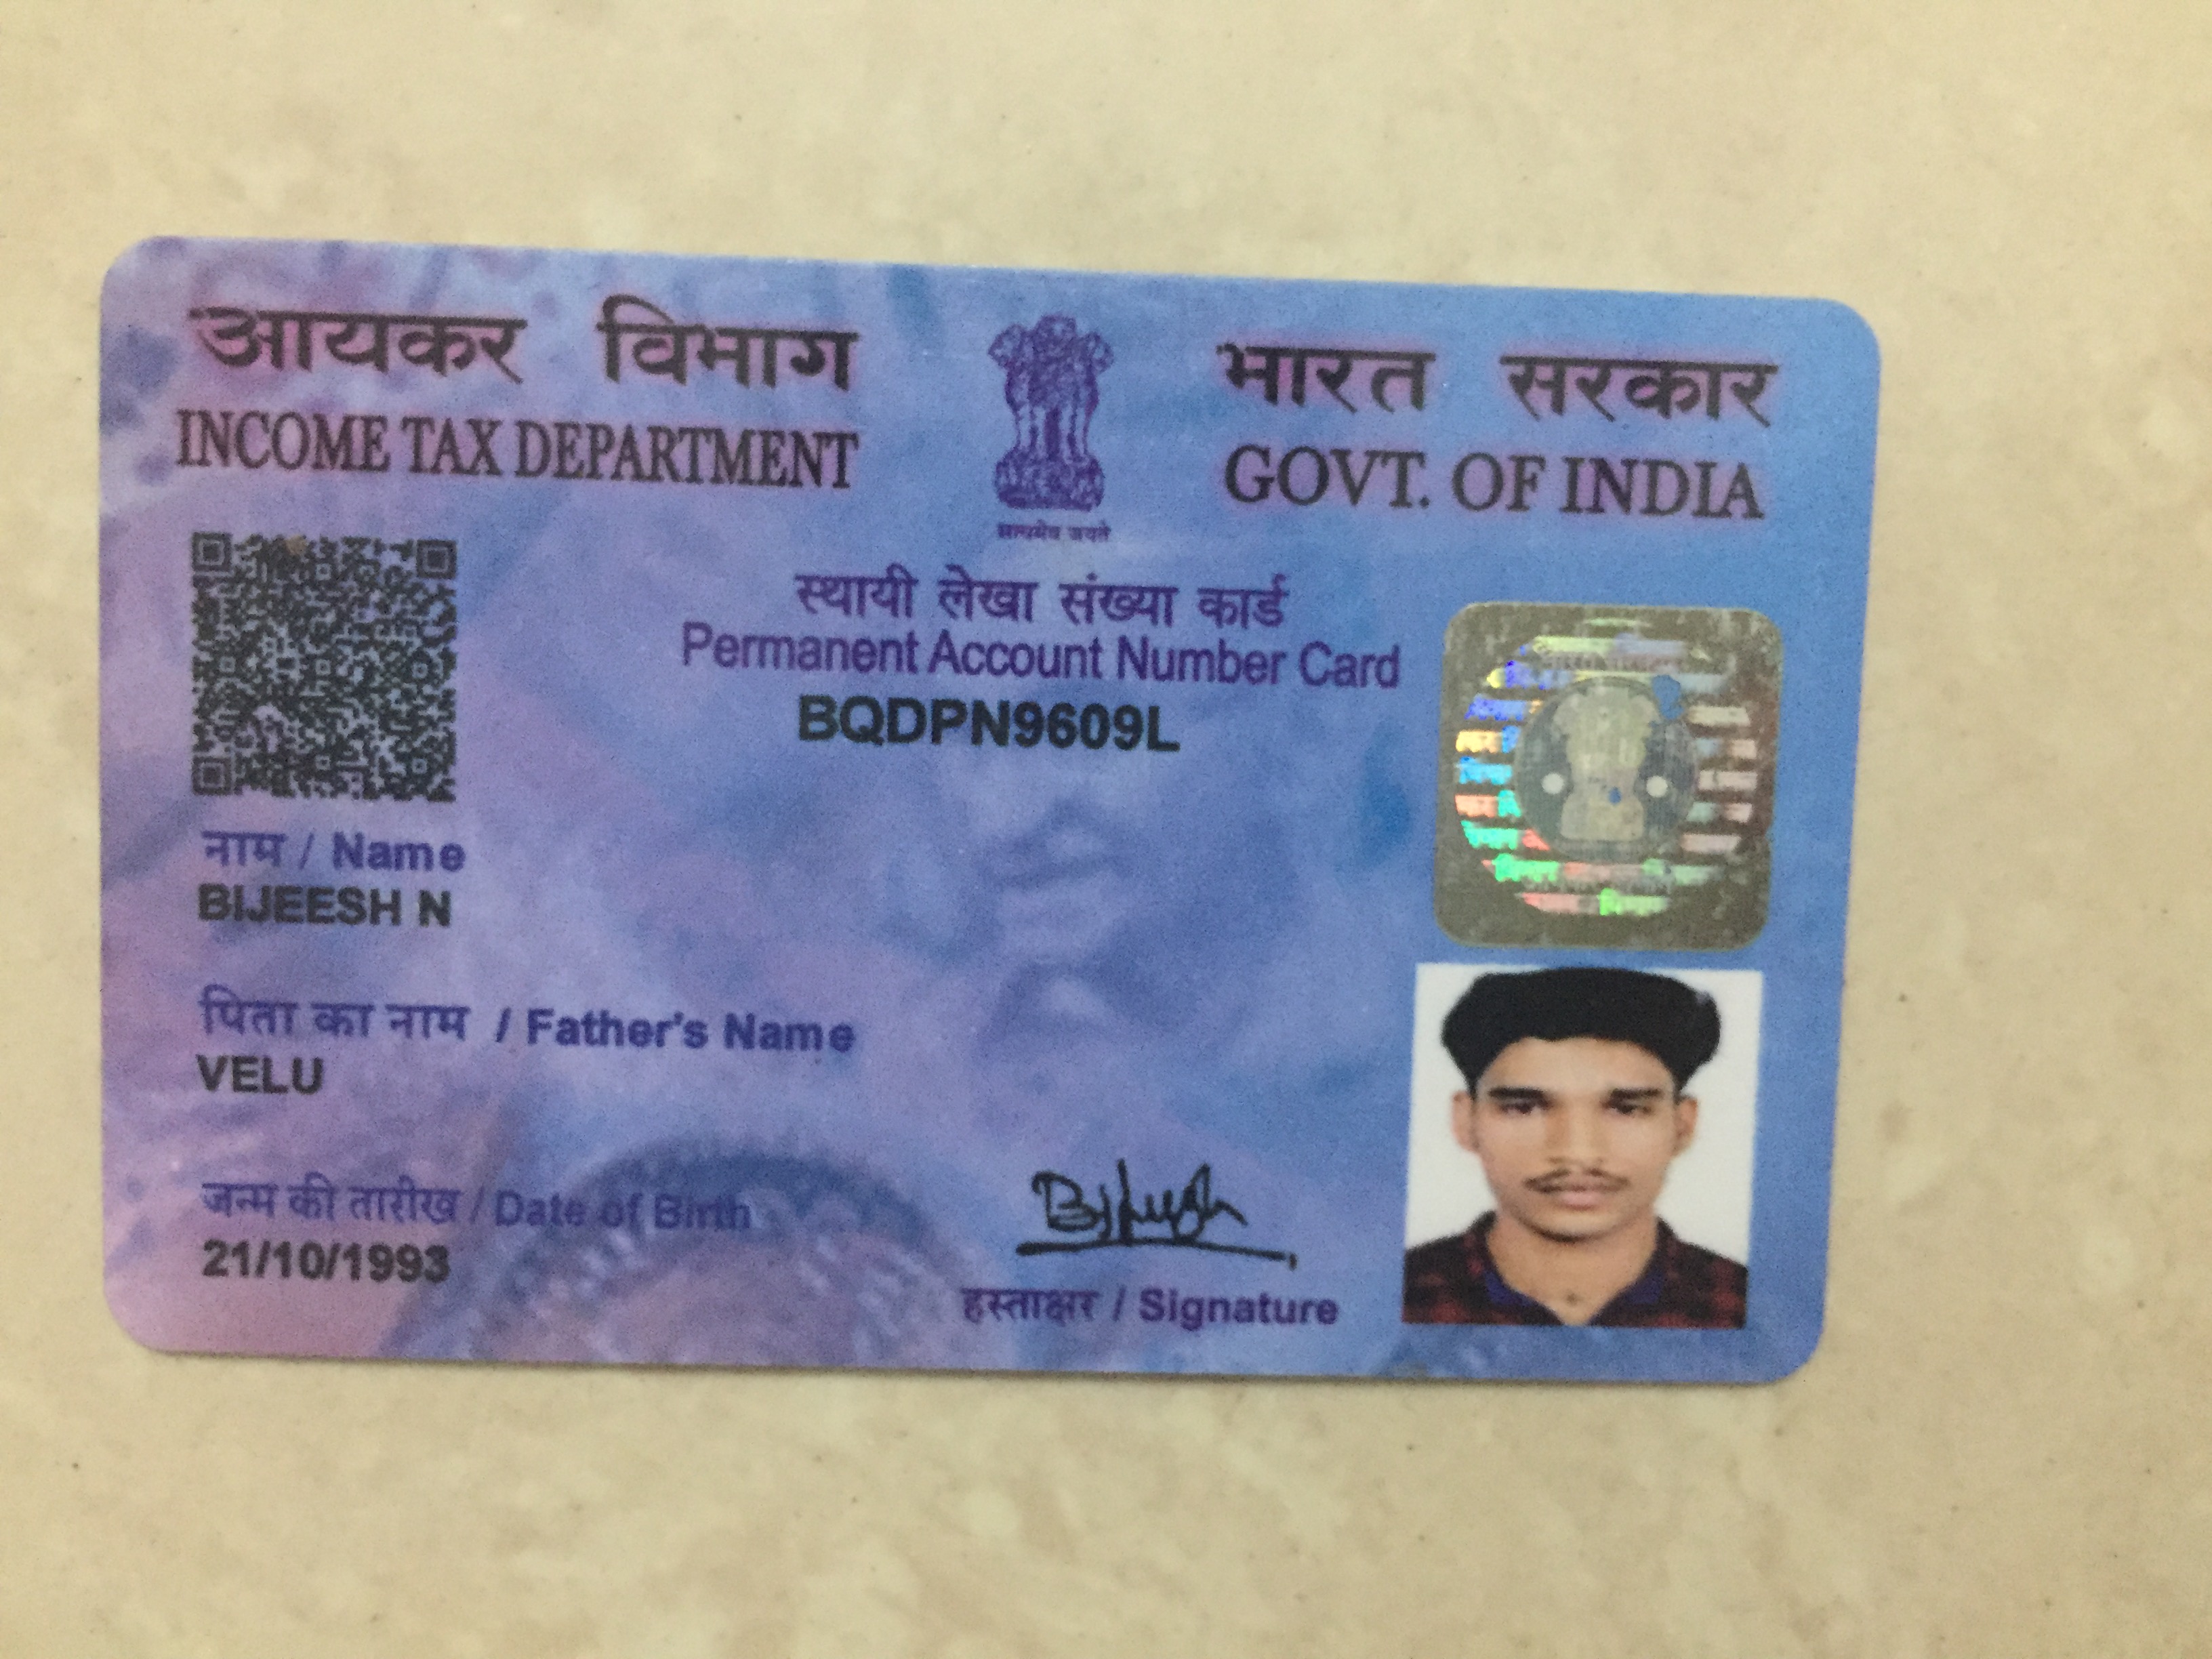 आयकर विभाग
INCOME TAX DEPARTMENT
भारत सरकार
GOVT. OF INDIA
सत्यमेव जयते
स्थायी लेखा संख्या कार्ड
Permanent Account Number Card
BQDPN9609L
नाम / Name
BIJEESH N
पिता का नाम / Father's Name
VELU
जन्म की तारीख / Date of Birth
21/10/1993
हस्ताक्षर / Signature